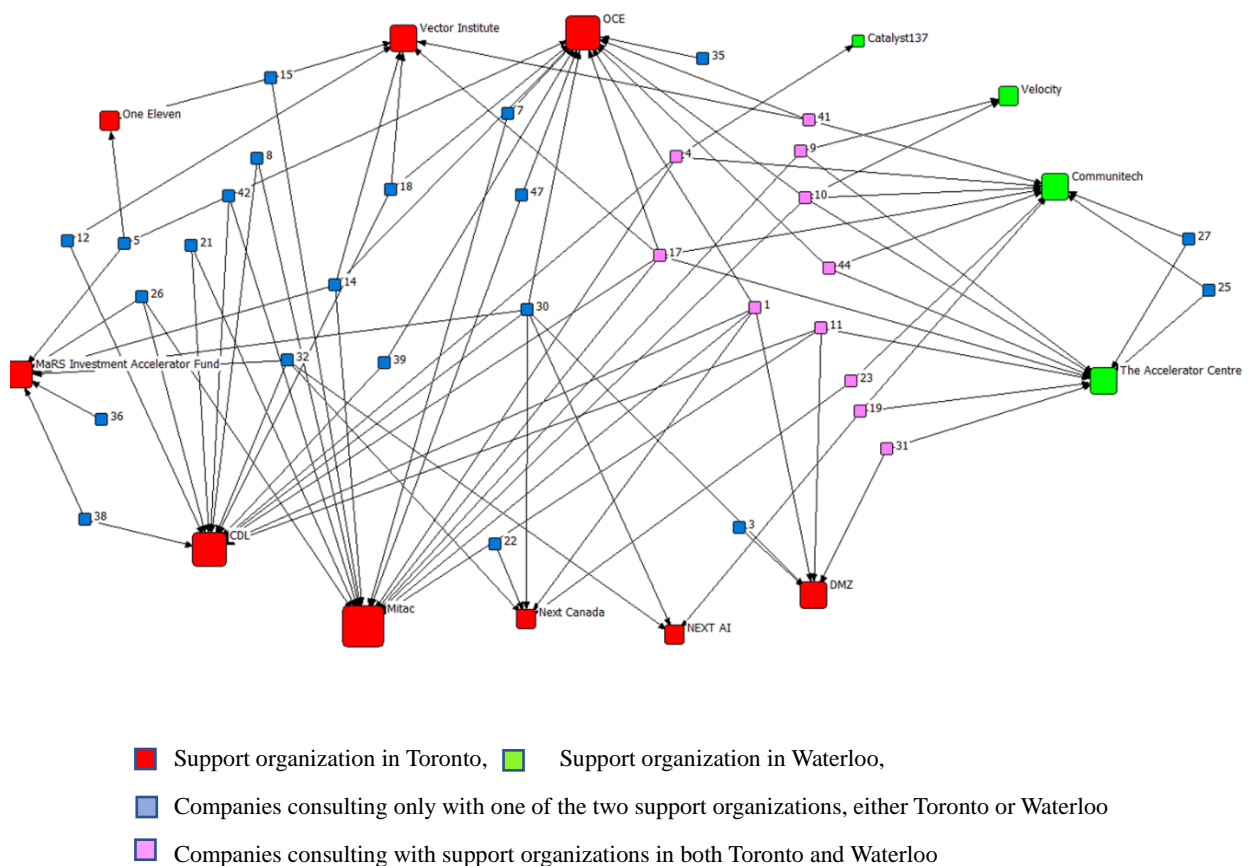 OCE
Vector Institute
Catalyst137
35
15
Velocity
One Eleven
7
41
4
9
8
Communitech
18
47
10
42
12
5
21
17
27
44
14
25
26
30
1
11
32
39
MaRS Investment Accelerator Fund
The Accelerator Centre
23
36
19
31
38
3
CDL
22
DMZ
Mitac
Next Canada
NEXT AI
Support organization in Toronto,
Support organization in Waterloo,
Companies consulting only with one of the two support organizations, either Toronto or Waterloo
Companies consulting with support organizations in both Toronto and Waterloo